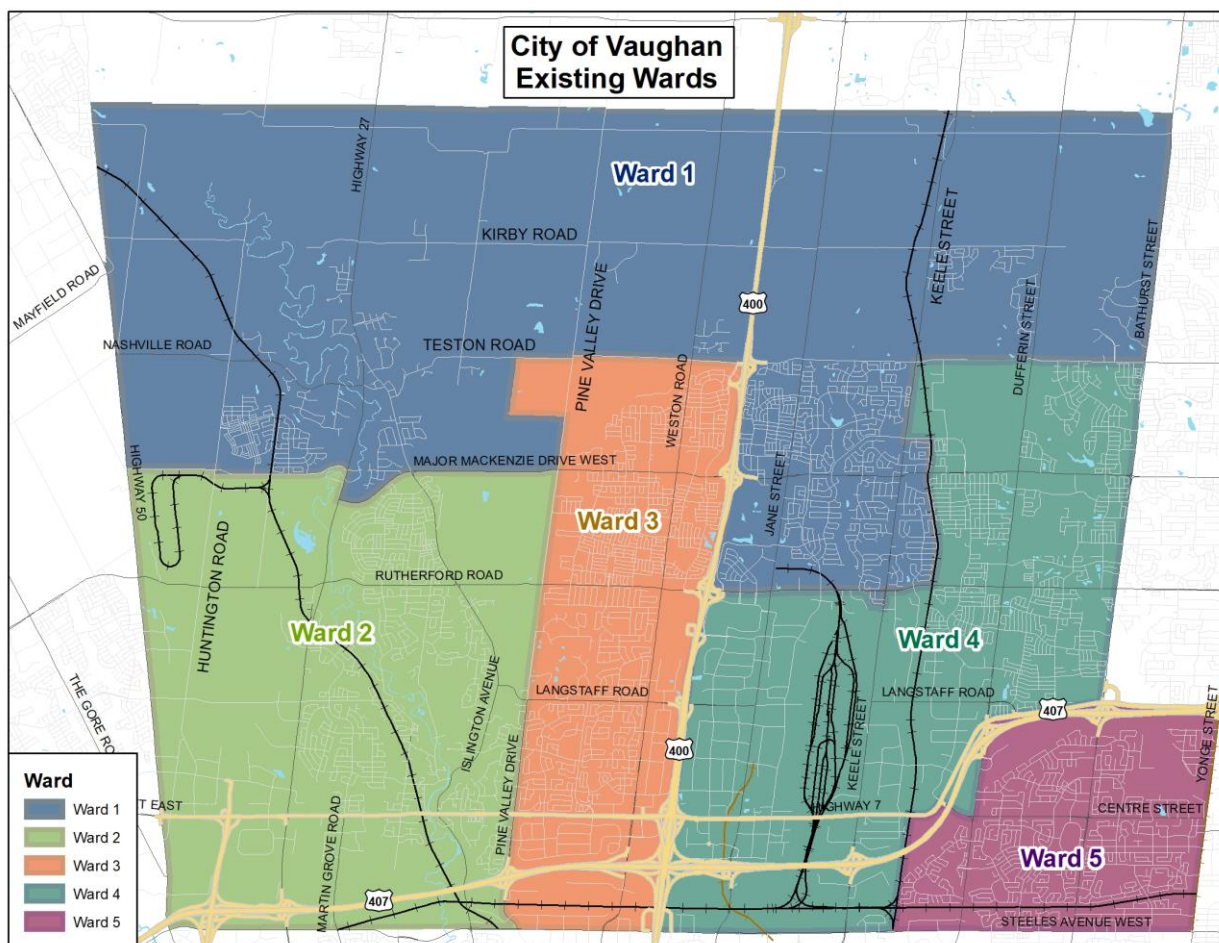 City of Vaughan
Existing Wards
HIGHWAY 27
Ward 1
KIRBY ROAD
KEELE STREET
BATHURST STREET
MAYFIELD ROAD
400
PINE VALLEY DRIVE
DUFFERIN STREET
NASHVILLE ROAD
TESTON ROAD
WESTON ROAD
HIGHWAY 50
MAJOR MACKENZIE DRIVE WEST
JANE STREET
Ward 3
HUNTINGTON ROAD
RUTHERFORD ROAD
Ward 2
Ward 4
ISLINGTON AVENUE
LANGSTAFF ROAD
LANGSTAFF ROAD
THE GORE RO
407
400
KEELE STREET
YONGE STREET
Ward
Ward 1
Ward 2
Ward 3
Ward 4
Ward 5
T EAST
PINE VALLEY DRIVE
HIGHWAY 7
CENTRE STREET
MARTIN GROVE ROAD
Ward 5
407
STEELES AVENUE WEST